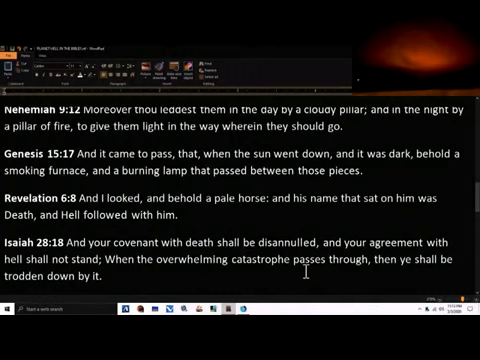 PLANET HELL IN THE BIBLE.rtf - WordPad
File
Nehemiah 9:12 Moreover thou leddest them in the day by a cloudy pillar; and in the night by
a pillar of fire, to give them light in the way wherein they should go.
Genesis 15:17 And it came to pass, that, when the sun went down, and it was dark, behold a
smoking furnace, and a burning lamp that passed between those pieces.
Revelation 6:8 And I looked, and behold a pale horse: and his name that sat on him was
Death, and Hell followed with him.
Isaiah 28:18 And your covenant with death shall be disannulled, and your agreement with
hell shall not stand; When the overwhelming catastrophe passes through, then ye shall be
trodden down by it.
Start a web search